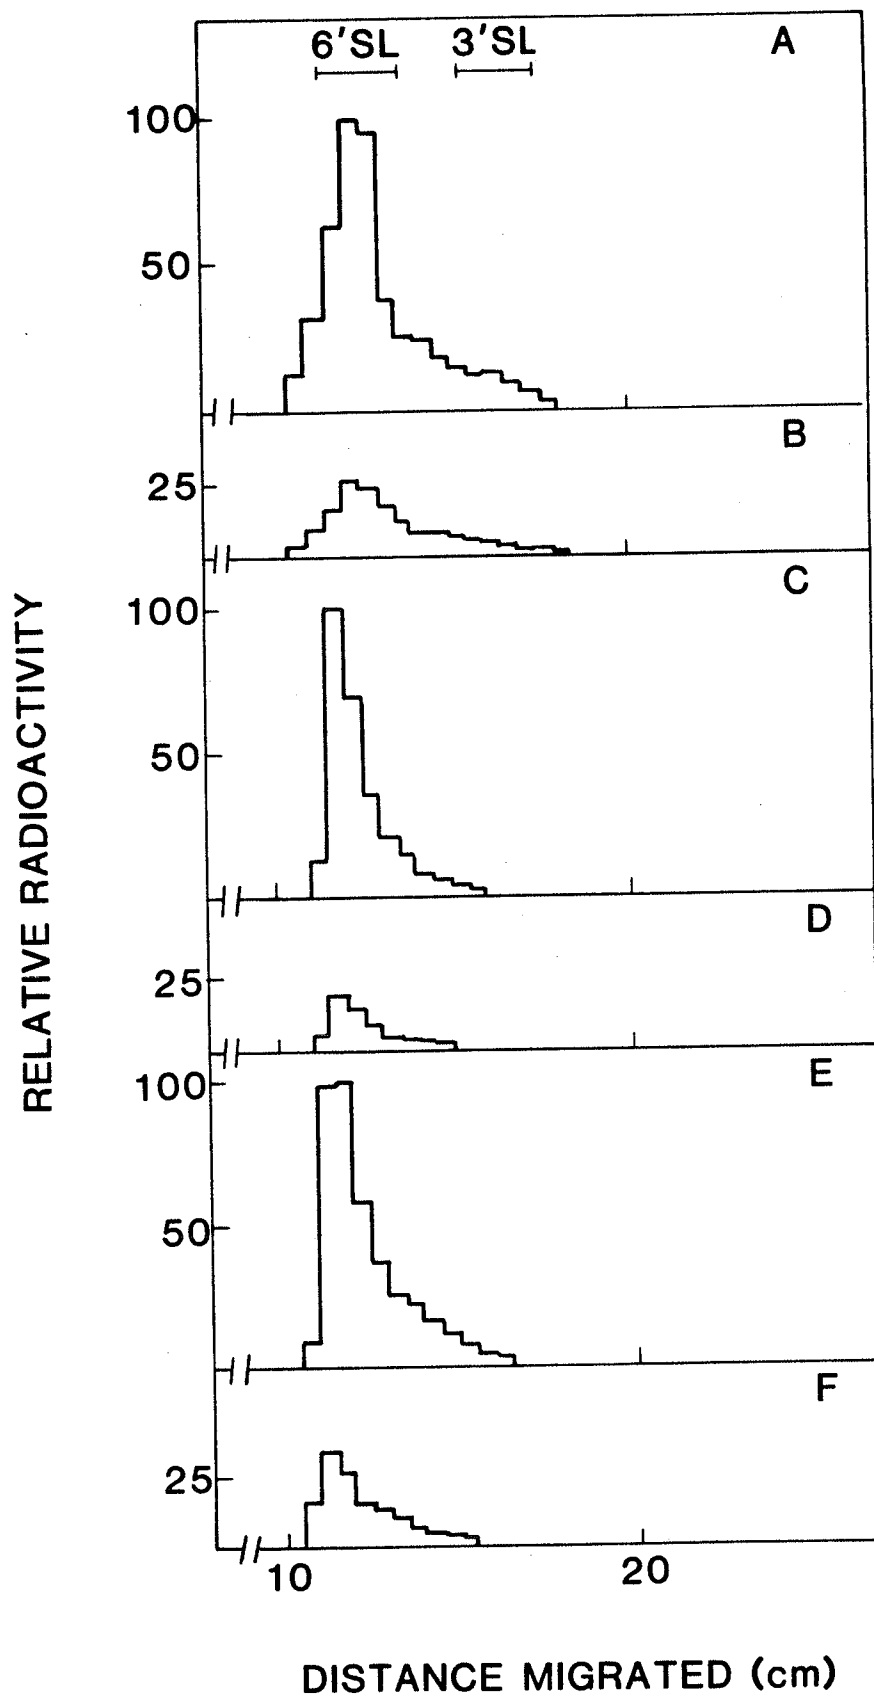 6'SL 3'SL A
100
50
B
25
C
100
50
D
25
E
100
50
F
25
10 20
RELATIVE RADIOACTIVITY
DISTANCE MIGRATED (cm)